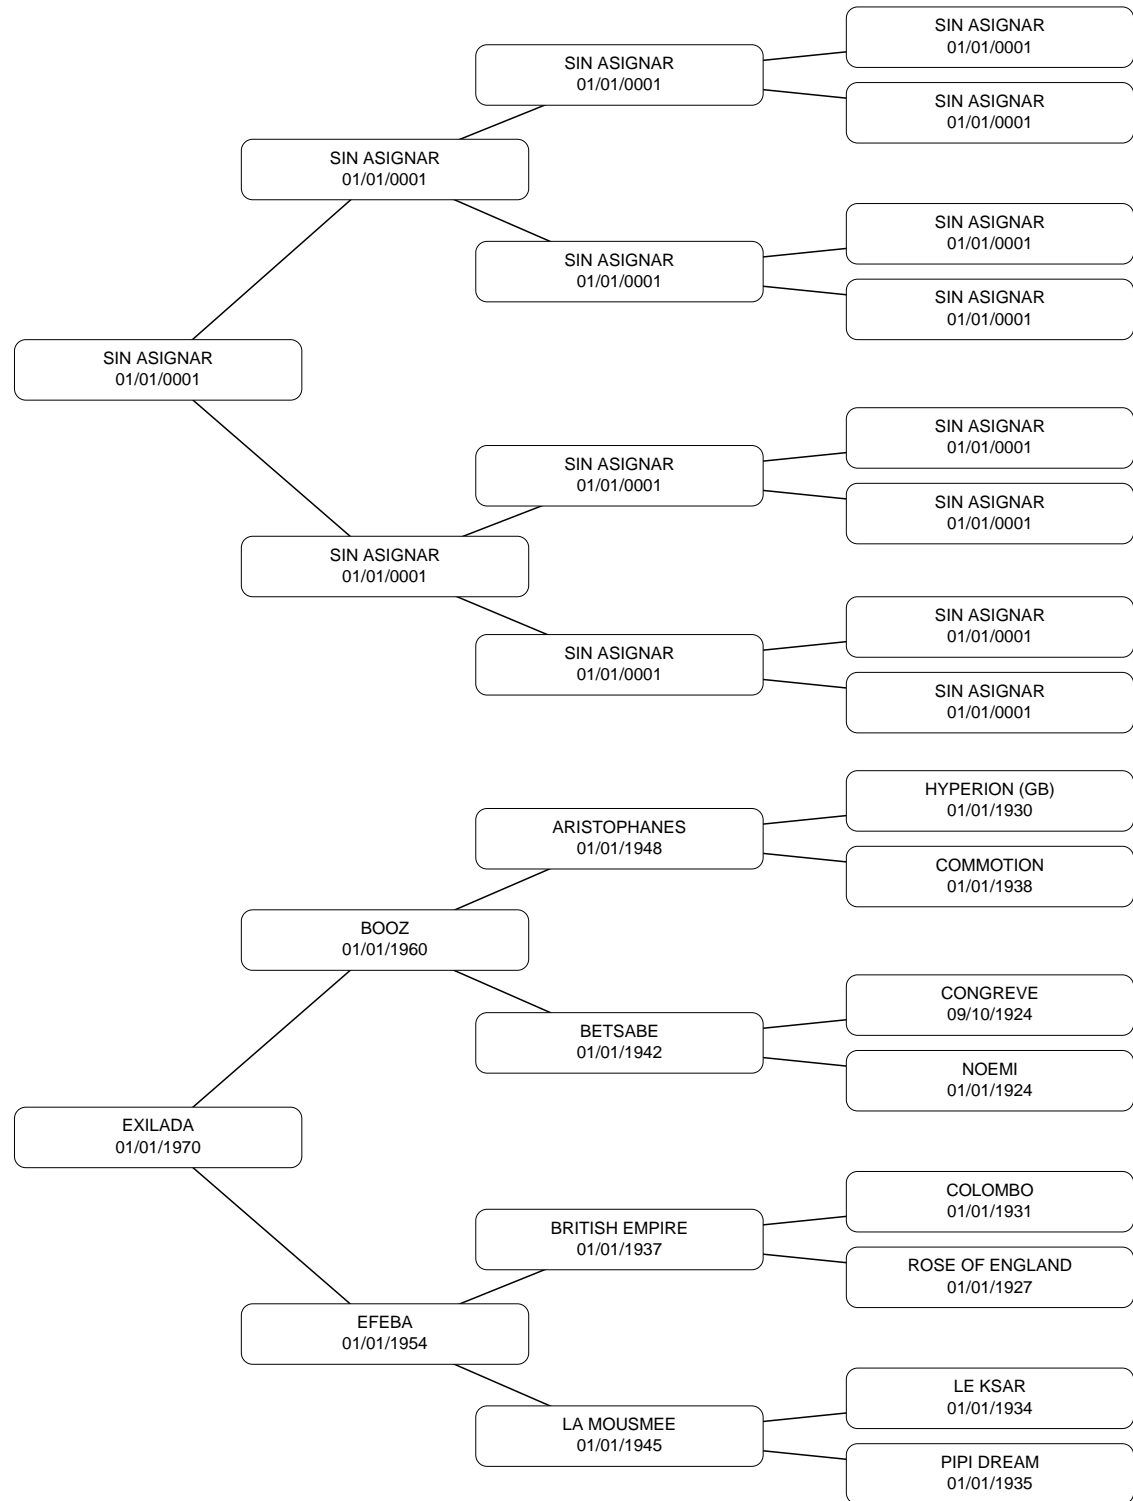 SIN ASIGNAR
01/01/0001
SIN ASIGNAR
01/01/0001
SIN ASIGNAR
01/01/0001
SIN ASIGNAR
01/01/0001
SIN ASIGNAR
01/01/0001
SIN ASIGNAR
01/01/0001
SIN ASIGNAR
01/01/0001
SIN ASIGNAR
01/01/0001
SIN ASIGNAR
01/01/0001
SIN ASIGNAR
01/01/0001
SIN ASIGNAR
01/01/0001
SIN ASIGNAR
01/01/0001
SIN ASIGNAR
01/01/0001
SIN ASIGNAR
01/01/0001
SIN ASIGNAR
01/01/0001
HYPERION (GB)
01/01/1930
ARISTOPHANES
01/01/1948
COMMOTION
01/01/1938
BOOZ
01/01/1960
CONGREVE
09/10/1924
BETSABE
01/01/1942
NOEMI
01/01/1924
EXILADA
01/01/1970
COLOMBO
01/01/1931
BRITISH EMPIRE
01/01/1937
ROSE OF ENGLAND
01/01/1927
EFEBA
01/01/1954
LE KSAR
01/01/1934
LA MOUSMEE
01/01/1945
PIPI DREAM
01/01/1935